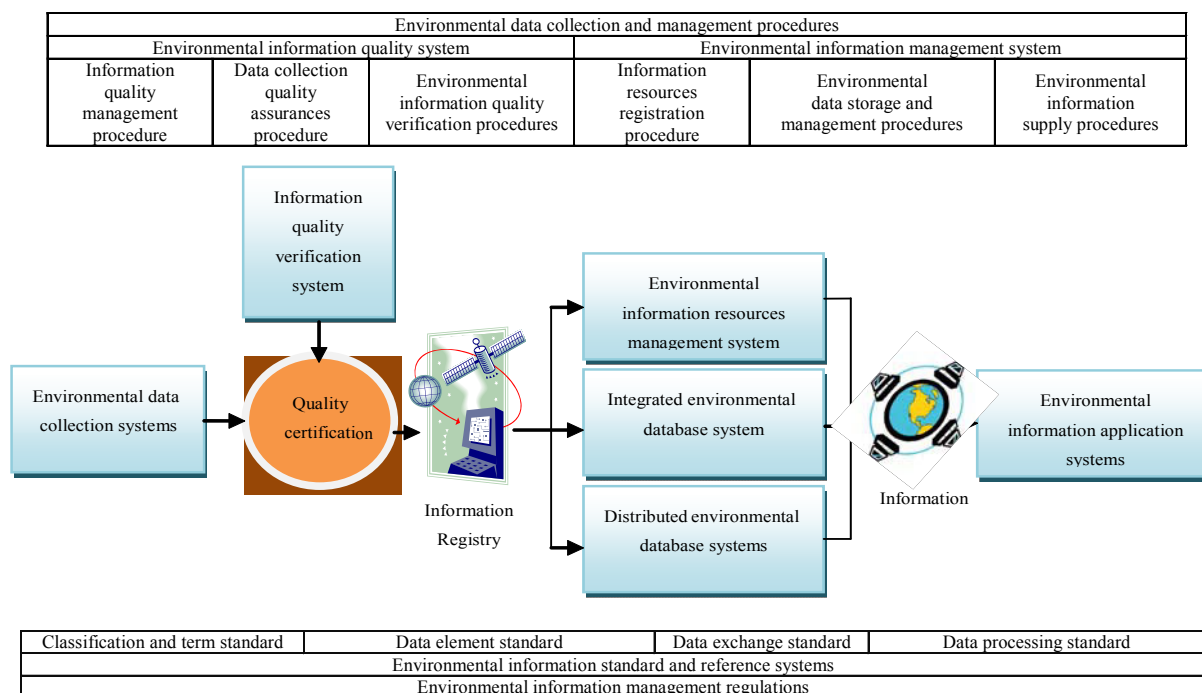 Environmental data collection and management procedures
Environmental information quality system
Environmental information management system
Information
quality
management
procedure
Data collection
quality
assurances
procedure
Environmental
information quality
verification procedures
Information
resources
registration
procedure
Environmental
data storage and
management procedures
Environmental
information
supply procedures
Information
quality
verification
system
Environmental data
collection systems
Quality
certification
Information
Registry
Environmental
information resources
management system
Integrated environmental
database system
Distributed environmental
database systems
Information
Environmental
information application
systems
Classification and term standard
Data element standard
Data exchange standard
Data processing standard
Environmental information standard and reference systems
Environmental information management regulations